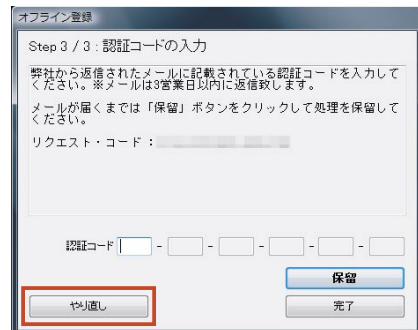 オフライン登録
Step 3 / 3 : 認証コードの入力
弊社から返信されたメールに記載されている認証コードを入力して
ください。※メールは3営業日以内に返信致します。
メールが届くまでは「保留」ボタンをクリックして処理を保留して
ください。
リクエスト・コード :
認証コード - - - - -
保留
やり直し 完了